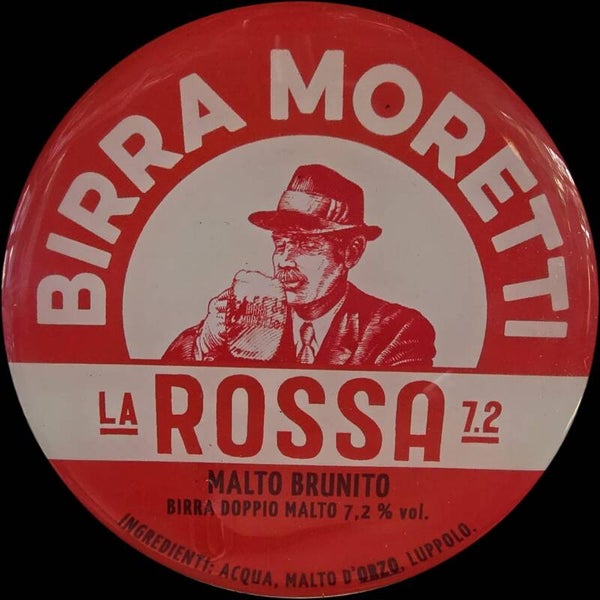 BIRRA MORETTI
LA ROSSA 7.2
MALTO BRUNITO
BIRRA DOPPIO MALTO 7,2 % vol.
INGREDIENTI: ACQUA, MALTO D'ORZO, LUPPOLO.